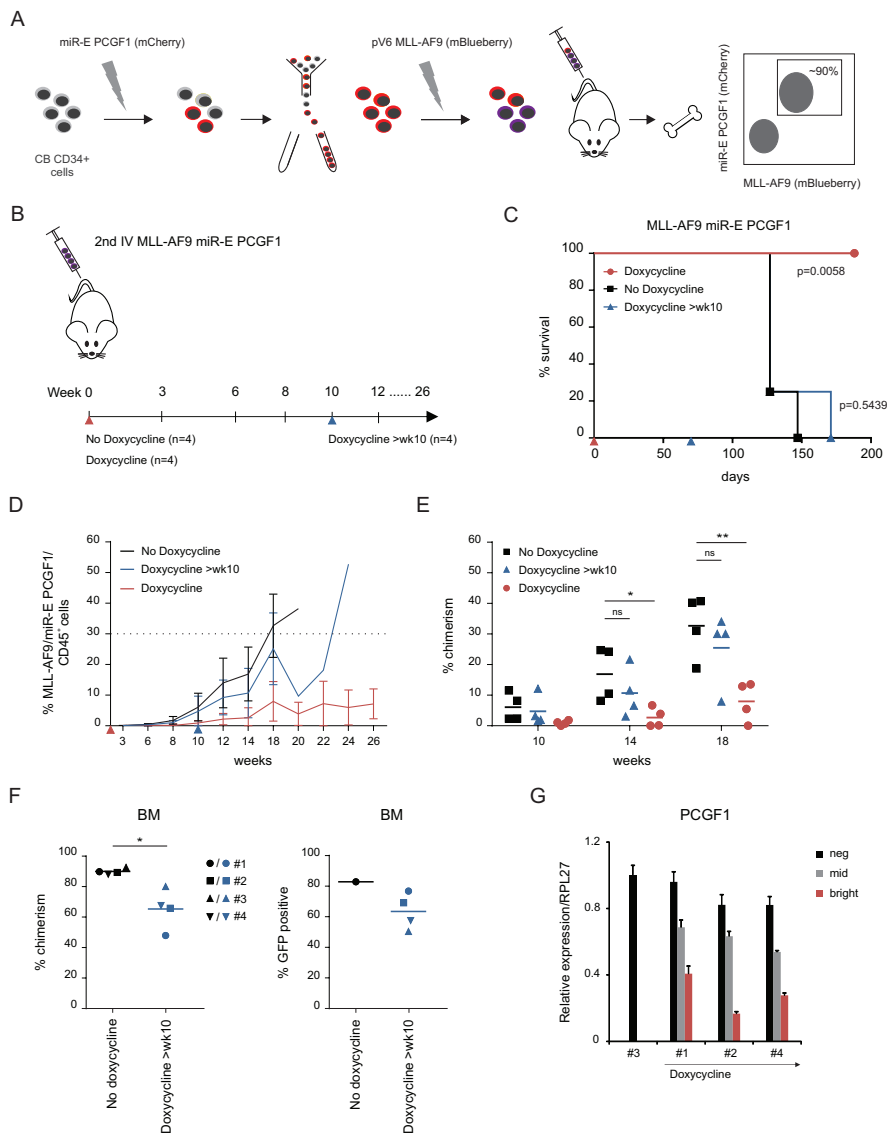 A
miR-E PCGF1 (mCherry)
pV6 MLL-AF9 (mBlueberry)
CB CD34+
cells
miR-E PCGF1 (mCherry)
~90%
MLL-AF9 (mBlueberry)
B
2nd IV MLL-AF9 miR-E PCGF1
Week 0 3 6 8 10 12 ...... 26
No Doxycycline (n=4)
Doxycycline >wk10 (n=4)
Doxycycline (n=4)
C
MLL-AF9 miR-E PCGF1
% survival
100
80
60
40
20
0
Doxycycline
No Doxycycline
Doxycycline >wk10
p=0.0058
p=0.5439
0 50 100 150 200
days
D
% MLL-AF9/miR-E PCGF1/
CD45+ cells
60
50
40
30
20
10
0
No Doxycycline
Doxycycline >wk10
Doxycycline
3 6 8 10 12 14 18 20 22 24 26
weeks
E
% chimerism
60
50
40
30
20
10
0
No Doxycycline
Doxycycline >wk10
Doxycycline
*
ns
**
ns
10 14 18
weeks
F
BM
% chimerism
100
80
60
40
20
0
*
/ #1
/ #2
/ #3
/ #4
No doxycycline
Doxycycline >wk10
BM
% GFP positive
100
80
60
40
20
0
No doxycycline
Doxycycline >wk10
G
PCGF1
Relative expression/RPL27
1.2
0.8
0.4
0
neg
mid
bright
#3 #1 #2 #4
Doxycycline